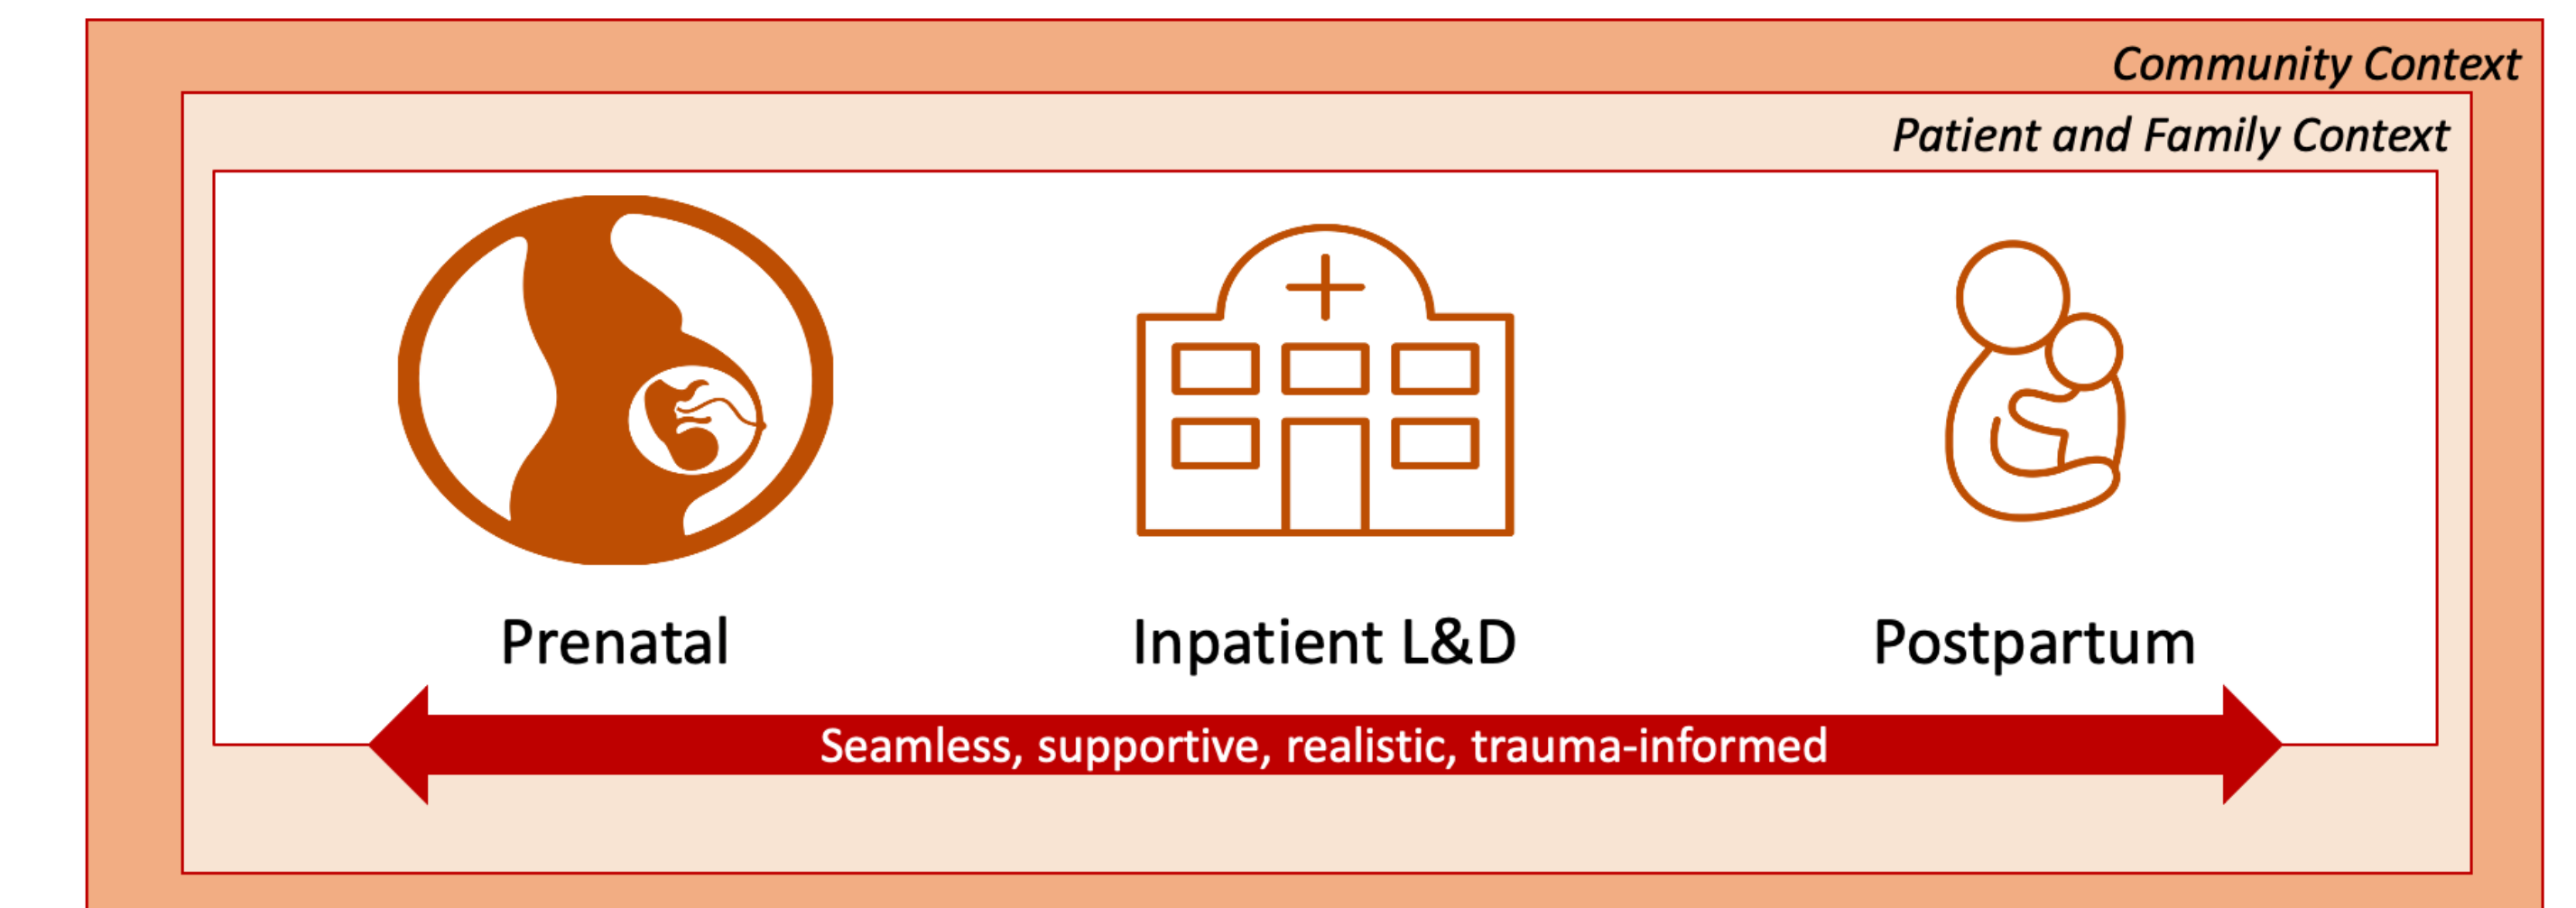 Community Context
Patient and Family Context
Prenatal
Inpatient L&D
Postpartum
Seamless, supportive, realistic, trauma-informed